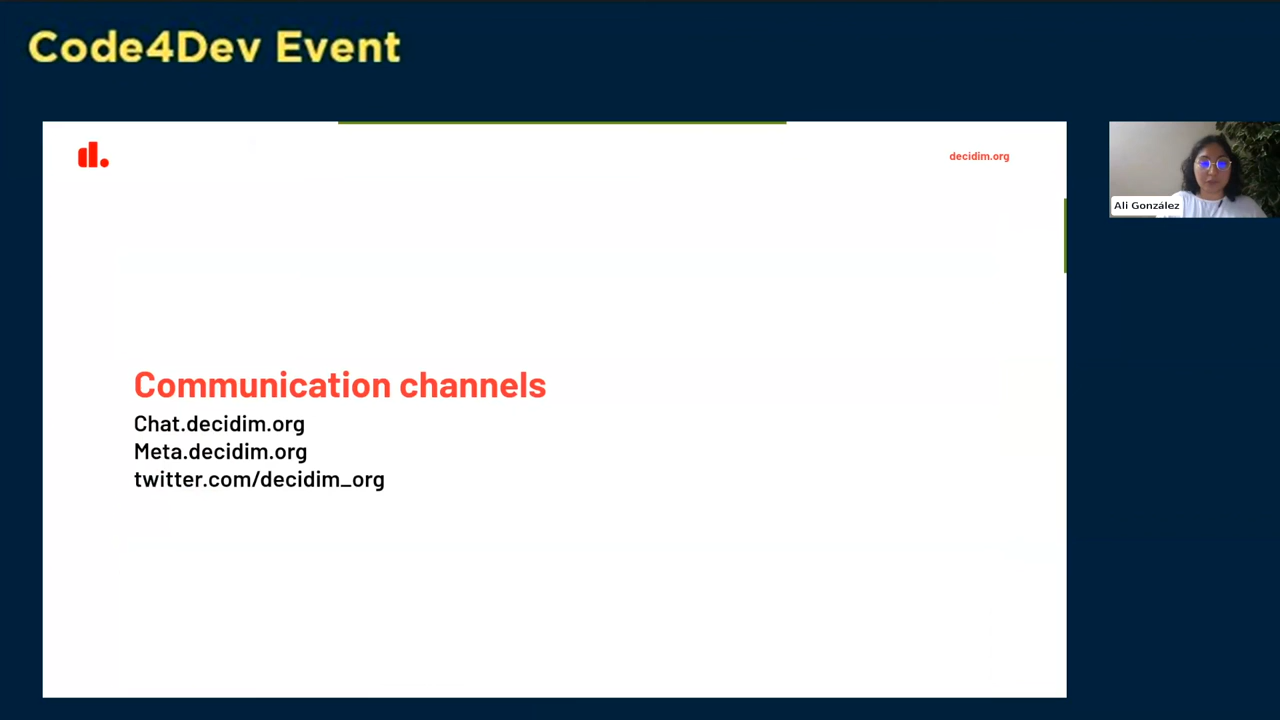 Code4Dev Event
d.
decidim.org
Ali González
Communication channels
Chat.decidim.org
Meta.decidim.org
twitter.com/decidim_org